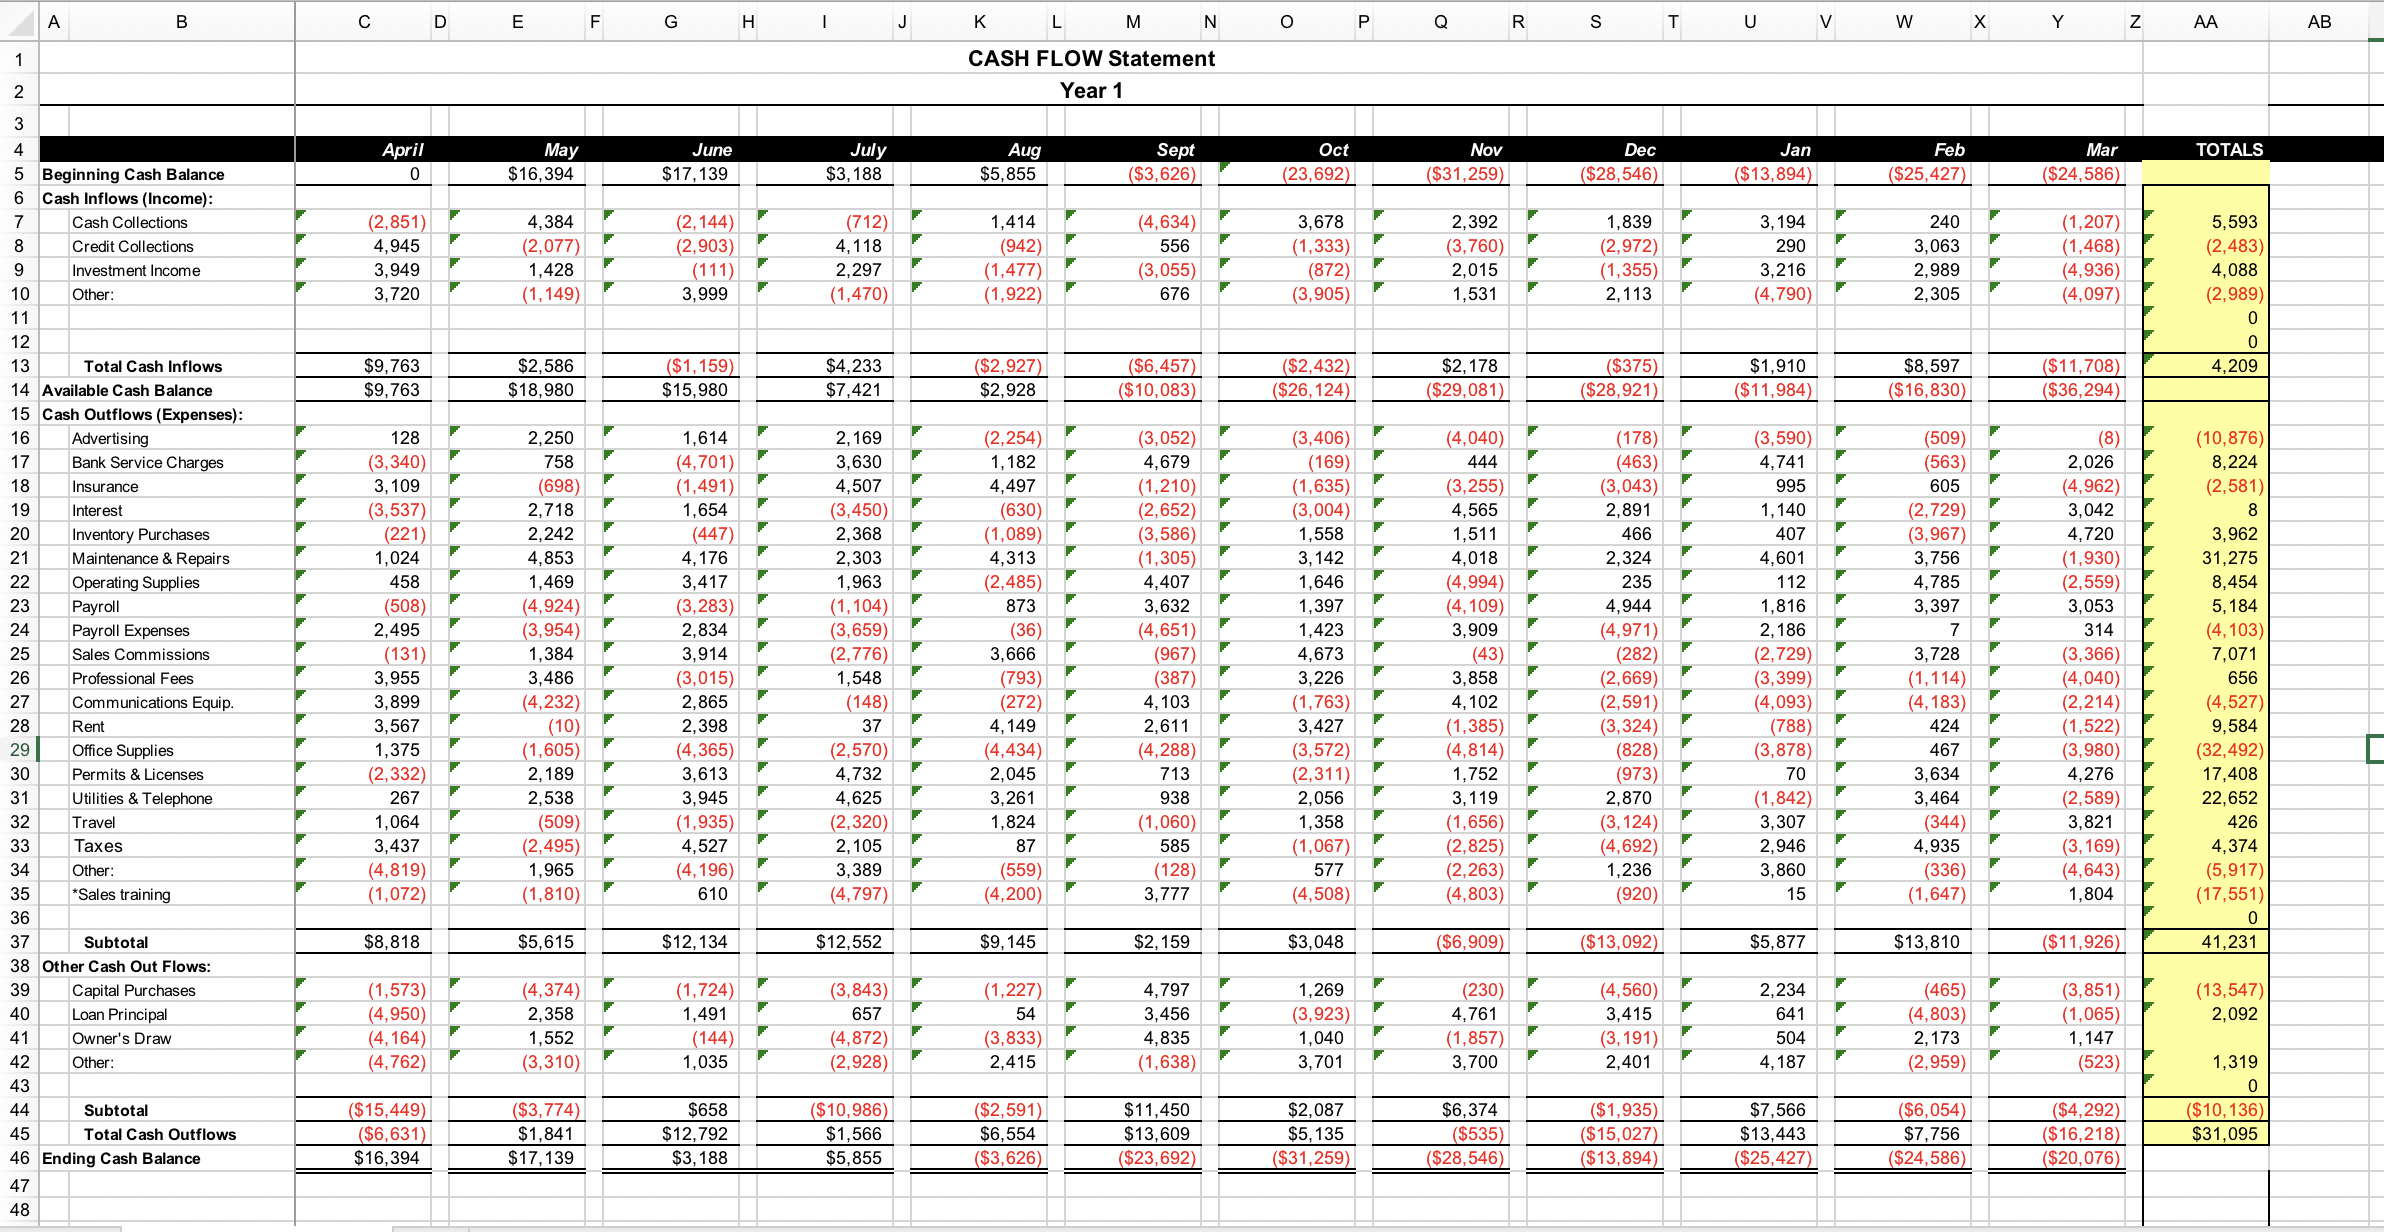 A B C D E F G H I J K L M N O P Q R S T U V W X Y Z AA AB
1 CASH FLOW Statement
2 Year 1
3
4 April May June July Aug Sept Oct Nov Dec Jan Feb Mar TOTALS
5 Beginning Cash Balance 0 $16,394 $17,139 $3,188 $5,855 ($3,626) (23,692) ($31,259) ($28,546) ($13,894) ($25,427) ($24,586)
6 Cash Inflows (Income):
7 Cash Collections (2,851) 4,384 (2,144) (712) 1,414 (4,634) 3,678 2,392 1,839 3,194 240 (1,207) 5,593
8 Credit Collections 4,945 (2,077) (2,903) 4,118 (942) 556 (1,333) (3,760) (2,972) 290 3,063 (1,468) (2,483)
9 Investment Income 3,949 1,428 (111) 2,297 (1,477) (3,055) (872) 2,015 (1,355) 3,216 2,989 (4,936) 4,088
10 Other: 3,720 (1,149) 3,999 (1,470) (1,922) 676 (3,905) 1,531 2,113 (4,790) 2,305 (4,097) (2,989)
11 0
12 0
13 Total Cash Inflows $9,763 $2,586 ($1,159) $4,233 ($2,927) ($6,457) ($2,432) $2,178 ($375) $1,910 $8,597 ($11,708) 4,209
14 Available Cash Balance $9,763 $18,980 $15,980 $7,421 $2,928 ($10,083) ($26,124) ($29,081) ($28,921) ($11,984) ($16,830) ($36,294)
15 Cash Outflows (Expenses):
16 Advertising 128 2,250 1,614 2,169 (2,254) (3,052) (3,406) (4,040) (178) (3,590) (509) (8) (10,876)
17 Bank Service Charges (3,340) 758 (4,701) 3,630 1,182 4,679 (169) 444 (463) 4,741 (563) 2,026 8,224
18 Insurance 3,109 (698) (1,491) 4,507 4,497 (1,210) (1,635) (3,255) (3,043) 995 605 (4,962) (2,581)
19 Interest (3,537) 2,718 1,654 (3,450) (630) (2,652) (3,004) 4,565 2,891 1,140 (2,729) 3,042 8
20 Inventory Purchases (221) 2,242 (447) 2,368 (1,089) (3,586) 1,558 1,511 466 407 (3,967) 4,720 3,962
21 Maintenance & Repairs 1,024 4,853 4,176 2,303 4,313 (1,305) 3,142 4,018 2,324 4,601 3,756 (1,930) 31,275
22 Operating Supplies 458 1,469 3,417 1,963 (2,485) 4,407 1,646 (4,994) 235 112 4,785 (2,559) 8,454
23 Payroll (508) (4,924) (3,283) (1,104) 873 3,632 1,397 (4,109) 4,944 1,816 3,397 3,053 5,184
24 Payroll Expenses 2,495 (3,954) 2,834 (3,659) (36) (4,651) 1,423 3,909 (4,971) 2,186 7 314 (4,103)
25 Sales Commissions (131) 1,384 3,914 (2,776) 3,666 (967) 4,673 (43) (282) (2,729) 3,728 (3,366) 7,071
26 Professional Fees 3,955 3,486 (3,015) 1,548 (793) (387) 3,226 3,858 (2,669) (3,399) (1,114) (4,040) 656
27 Communications Equip. 3,899 (4,232) 2,865 (148) (272) 4,103 (1,763) 4,102 (2,591) (4,093) (4,183) (2,214) (4,527)
28 Rent 3,567 (10) 2,398 37 4,149 2,611 3,427 (1,385) (3,324) (788) 424 (1,522) 9,584
29 Office Supplies 1,375 (1,605) (4,365) (2,570) (4,434) (4,288) (3,572) (4,814) (828) (3,878) 467 (3,980) (32,492)
30 Permits & Licenses (2,332) 2,189 3,613 4,732 2,045 713 (2,311) 1,752 (973) 70 3,634 4,276 17,408
31 Utilities & Telephone 267 2,538 3,945 4,625 3,261 938 2,056 3,119 2,870 (1,842) 3,464 (2,589) 22,652
32 Travel 1,064 (509) (1,935) (2,320) 1,824 (1,060) 1,358 (1,656) (3,124) 3,307 (344) 3,821 426
33 Taxes 3,437 (2,495) 4,527 2,105 87 585 (1,067) (2,825) (4,692) 2,946 4,935 (3,169) 4,374
34 Other: (4,819) 1,965 (4,196) 3,389 (559) (128) 577 (2,263) 1,236 3,860 (336) (4,643) (5,917)
35 *Sales training (1,072) (1,810) 610 (4,797) (4,200) 3,777 (4,508) (4,803) (920) 15 (1,647) 1,804 (17,551)
36 0
37 Subtotal $8,818 $5,615 $12,134 $12,552 $9,145 $2,159 $3,048 ($6,909) ($13,092) $5,877 $13,810 ($11,926) 41,231
38 Other Cash Out Flows:
39 Capital Purchases (1,573) (4,374) (1,724) (3,843) (1,227) 4,797 1,269 (230) (4,560) 2,234 (465) (3,851) (13,547)
40 Loan Principal (4,950) 2,358 1,491 657 54 3,456 (3,923) 4,761 3,415 641 (4,803) (1,065) 2,092
41 Owner's Draw (4,164) 1,552 (144) (4,872) (3,833) 4,835 1,040 (1,857) (3,191) 504 2,173 1,147
42 Other: (4,762) (3,310) 1,035 (2,928) 2,415 (1,638) 3,701 3,700 2,401 4,187 (2,959) (523) 1,319
43 0
44 Subtotal ($15,449) ($3,774) $658 ($10,986) ($2,591) $11,450 $2,087 $6,374 ($1,935) $7,566 ($6,054) ($4,292) ($10,136)
45 Total Cash Outflows ($6,631) $1,841 $12,792 $1,566 $6,554 $13,609 $5,135 ($535) ($15,027) $13,443 $7,756 ($16,218) $31,095
46 Ending Cash Balance $16,394 $17,139 $3,188 $5,855 ($3,626) ($23,692) ($31,259) ($28,546) ($13,894) ($25,427) ($24,586) ($20,076)
47
48